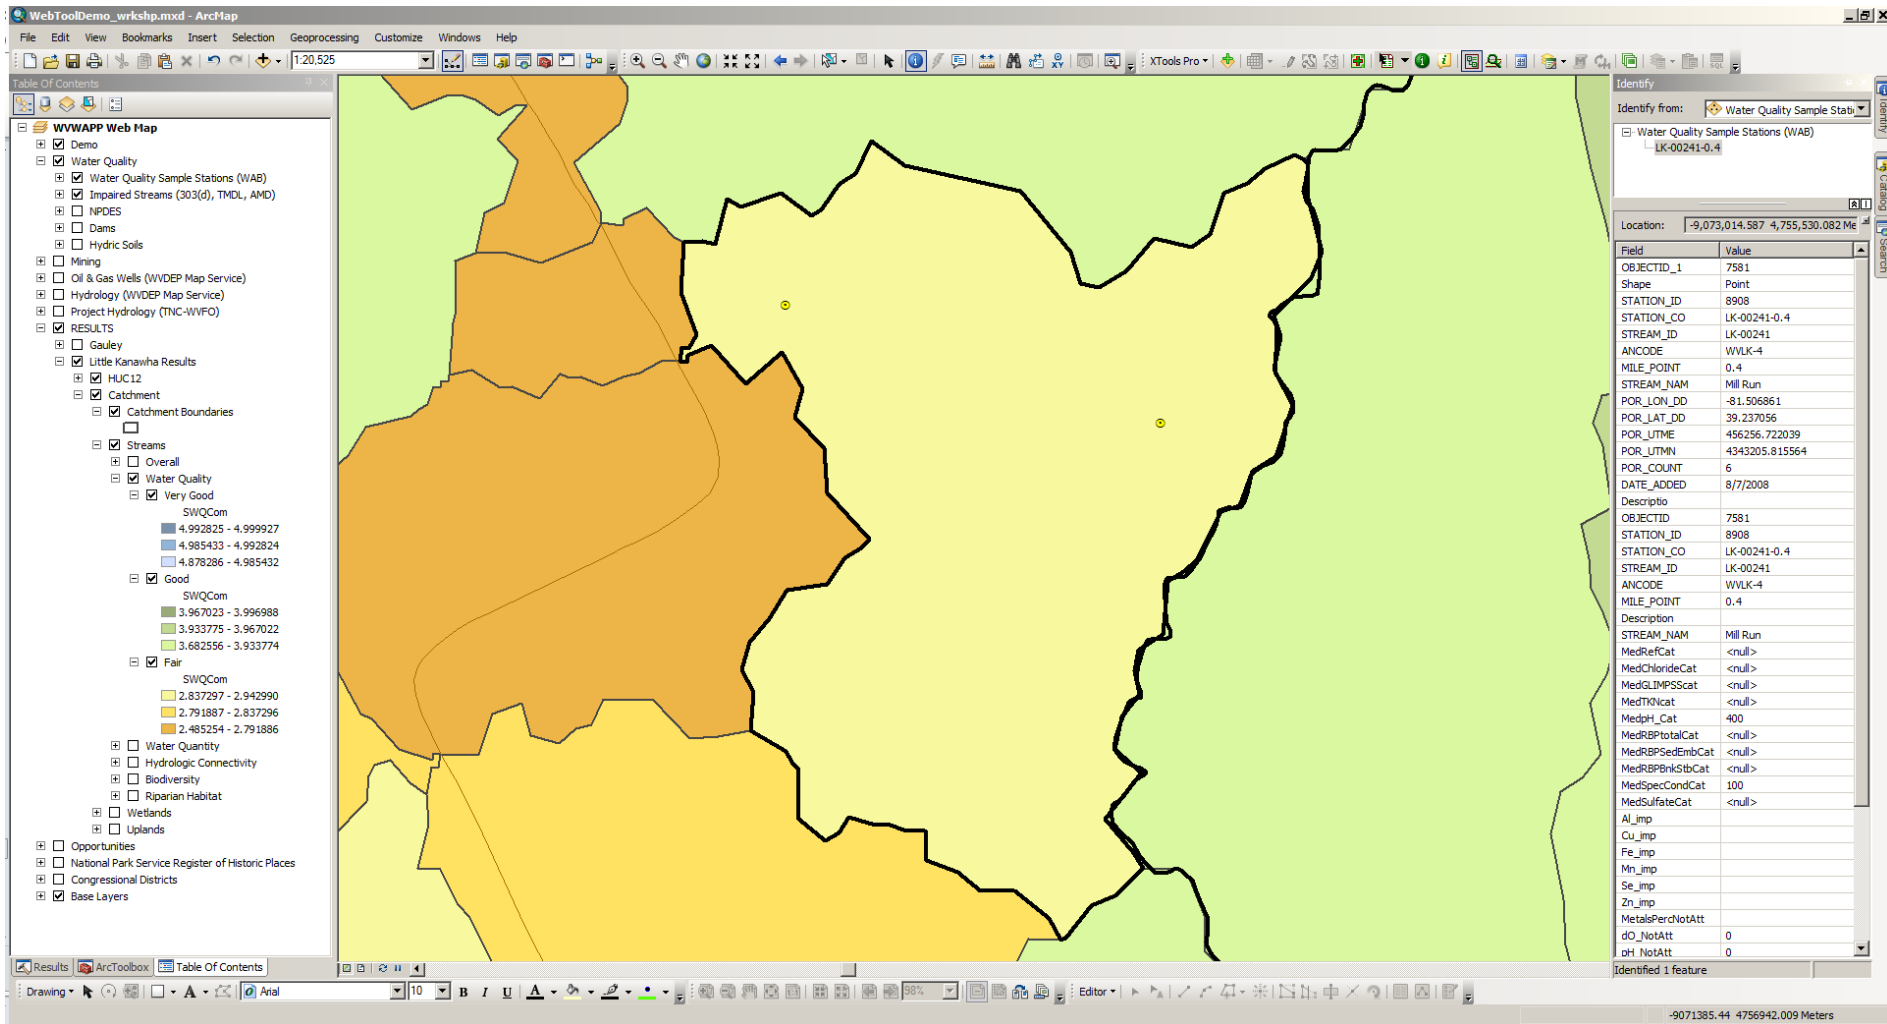 WebToolDemo_wrkshp.mxd - ArcMap
File Edit View Bookmarks Insert Selection Geoprocessing Customize Windows Help
1:20,525
XTools Pro
Table Of Contents
WVWAPP Web Map
Demo
Water Quality
Water Quality Sample Stations (WAB)
Impaired Streams (303(d), TMDL, AMD)
NPDES
Dams
Hydric Soils
Mining
Oil & Gas Wells (WVDEP Map Service)
Hydrology (WVDEP Map Service)
Project Hydrology (TNC-WVFO)
RESULTS
Gauley
Little Kanawha Results
HUC12
Catchment
Catchment Boundaries
Streams
Overall
Water Quality
Very Good
SWQCom
4.992825 - 4.999927
4.985433 - 4.992824
4.878286 - 4.985432
Good
SWQCom
3.967023 - 3.996988
3.933775 - 3.967022
3.682556 - 3.933774
Fair
SWQCom
2.837297 - 2.942990
2.791887 - 2.837296
2.485254 - 2.791886
Water Quantity
Hydrologic Connectivity
Biodiversity
Riparian Habitat
Wetlands
Uplands
Opportunities
National Park Service Register of Historic Places
Congressional Districts
Base Layers
Results ArcToolbox Table Of Contents
Identify
Identify from: Water Quality Sample Stati
Water Quality Sample Stations (WAB)
LK-00241-0.4
Location: -9,073,014.587 4,755,530.082 Me
Field Value
OBJECTID_1 7581
Shape Point
STATION_ID 8908
STATION_CO LK-00241-0.4
STREAM_ID LK-00241
ANCODE WVLK-4
MILE_POINT 0.4
STREAM_NAM Mill Run
POR_LON_DD -81.506861
POR_LAT_DD 39.237056
POR_UTME 456256.722039
POR_UTMN 4343205.815564
POR_COUNT 6
DATE_ADDED 8/7/2008
Descriptio
OBJECTID 7581
STATION_ID 8908
STATION_CO LK-00241-0.4
STREAM_ID LK-00241
ANCODE WVLK-4
MILE_POINT 0.4
Description
STREAM_NAM Mill Run
MedRefCat <null>
MedChlorideCat <null>
MedGLIMPSScat <null>
MedTKNcat <null>
MedpH_Cat 400
MedRBPtotalCat <null>
MedRBPSedEmbCat <null>
MedRBPBnkStbCat <null>
MedSpecCondCat 100
MedSulfateCat <null>
Al_imp
Cu_imp
Fe_imp
Mn_imp
Se_imp
Zn_imp
MetalsPercNotAtt
dO_NotAtt 0
pH_NotAtt 0
Identified 1 feature
Identify
Catalog
Search
Drawing A Arial 10 B I U A 98% Editor
-9071385.44 4756942.009 Meters